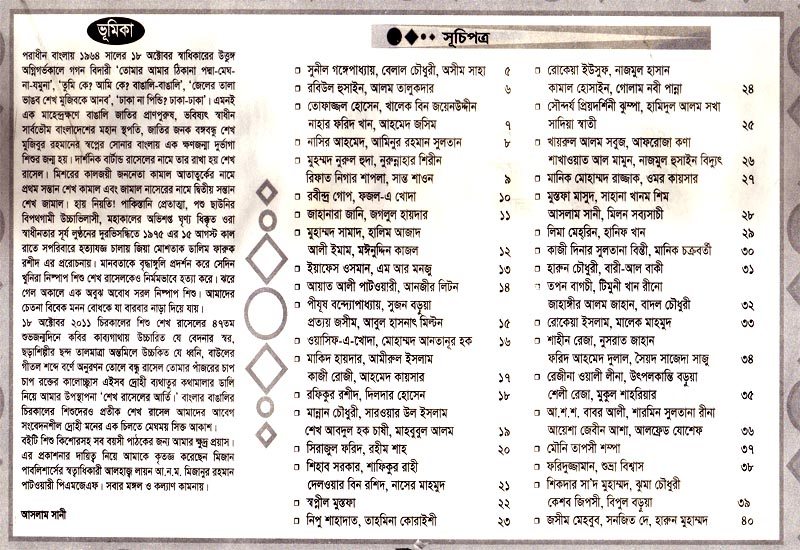 ভূমিকা
পরাধীন বাংলায় ১৯৬৪ সালের ১৮ অক্টোবর স্বাধিকারের উত্তুঙ্গ
অগ্নিগর্ভকালে গগন বিদারী ‘তোমার আমার ঠিকানা পদ্মা-মেঘ-
না-যমুনা’, ‘তুমি কে? আমি কে? বাঙালি-বাঙালি’, ‘জেলের তালা
ভাঙব শেখ মুজিবকে আনব’, ‘ঢাকা না পিন্ডি? ঢাকা-ঢাকা’। এমনই
এক মাহেন্দ্রক্ষণে বাঙালি জাতির প্রাণপুরুষ, ভবিষ্যৎ স্বাধীন
সার্বভৌম বাংলাদেশের মহান স্থপতি, জাতির জনক বঙ্গবন্ধু শেখ
মুজিবুর রহমানের স্বপ্নের সোনার বাংলায় এক ক্ষণজন্মা দুর্ভাগা
শিশুর জন্ম হয়। দার্শনিক বার্টান্ড রাসেলের নামে তার রাখা হয় শেখ
রাসেল। মিশরের কালজয়ী জননেতা কামাল আতাতুর্কের নামে
প্রথম সন্তান শেখ কামাল এবং জামাল নাসেরের নামে দ্বিতীয় সন্তান
শেখ জামাল। হায় নিয়তি! পাকিস্তানি প্রেতাত্মা, পশু ছাউনির
বিপথগামী উচ্চাভিলাসী, মহাকালের অভিশপ্ত ঘৃণ্য ধিকৃত ওরা
স্বাধীনতার সূর্য লুণ্ঠনের দুরভিসন্ধিতে ১৯৭৫ এর ১৫ আগস্ট কাল
রাতে সপরিবারে হত্যাযজ্ঞ চালায় জিয়া মোশতাক ডালিম ফারুক
রশীদ এর প্ররোচনায়। মানবতাকে বৃদ্ধাঙ্গুলি প্রদর্শন করে সেদিন
খুনিরা নিষ্পাপ শিশু শেখ রাসেলকেও নির্মমভাবে হত্যা করে। ঝরে
গেল অকালে এক অবুঝ অবোধ সরল নিষ্পাপ শিশু। আমাদের
চেতনা বিবেক মনন বোধকে যা বারবার নাড়া দিয়ে যায়।
১৮ অক্টোবর ২০১১ চিরকালের শিশু শেখ রাসেলের ৪৭তম
শুভজন্মদিনে কবির কাব্যগাথায় উচ্চারিত যে বেদনার স্বর,
ছড়াশিল্পীর ছন্দ তালমাত্রা অন্তমিলে উচ্চকিত যে ধ্বনি, বাউলের
গীতল শব্দে বর্ণে অনুরণন তোলে বন্ধু রাসেল তোমার পাঁজরের চাপ
চাপ রক্তের কালোচ্ছ্বাস এইসব দ্রোহী ব্যথাতুর কথামালার ডালি
নিয়ে আমার উপস্থাপনা ‘শেখ রাসেলের আর্তি।’ বাংলার বাঙালির
চিরকালের শিশুদেরও প্রতীক শেখ রাসেল আমাদের আবেগ
সংবেদনশীল দ্রোহী মনের এক চিলতে মেঘময় সিক্ত আকাশ।
বইটি শিশু কিশোরসহ সব বয়সী পাঠকের জন্য আমার ক্ষুদ্র প্রয়াস।
এর প্রকাশনার দায়িত্ব নিয়ে আমাকে কৃতজ্ঞ করেছেন মিজান
পাবলিশার্সের স্বত্বাধিকারী আলহাজ্ব লায়ন আ.ন.ম. মিজানুর রহমান
পাটওয়ারী পিএমজেএফ। সবার মঙ্গল ও কল্যাণ কামনায়।
আসলাম সানী
সূচিপত্র
সুনীল গঙ্গোপাধ্যায়, বেলাল চৌধুরী, অসীম সাহা ৫
রবিউল হুসাইন, আলম তালুকদার ৬
তোফাজ্জল হোসেন, খালেক বিন জয়েনউদ্দীন
নাহার ফরিদ খান, আহমেদ জসিম ৭
নাসির আহমেদ, আমিনুর রহমান সুলতান ৮
মুহম্মদ নুরুল হুদা, নুরুন্নাহার শিরীন
রিফাত নিগার শাপলা, সান্ত শাওন ৯
রবীন্দ্র গোপ, ফজল-এ খোদা ১০
জাহানারা জানি, জগলুল হায়দার ১১
মুহাম্মদ সামাদ, হালিম আজাদ
আলী ইমাম, মঈনুদ্দিন কাজল ১২
ইয়াফেস ওসমান, এম আর মনজু ১৩
আয়াত আলী পাটওয়ারী, আনজীর লিটন ১৪
পীযূষ বন্দ্যোপাধ্যায়, সুজন বড়ুয়া
প্রত্যয় জসীম, আবুল হাসনাৎ মিল্টন ১৫
ওয়াসিফ-এ-খোদা, মোহাম্মদ আনতানূর হক ১৬
মাকিদ হায়দার, আমীরুল ইসলাম
কাজী রোজী, আহমেদ কায়সার ১৭
রফিকুর রশীদ, দিলদার হোসেন ১৮
মান্নান চৌধুরী, সারওয়ার উল ইসলাম
শেখ আবদুল হক চাষী, মাহবুবুল আলম ১৯
সিরাজুল ফরিদ, রহীম শাহ ২০
শিহাব সরকার, শাফিকুর রাহী
দেলওয়ার বিন রশিদ, নাসের মাহমুদ ২১
স্বপ্নীল মুস্তফা ২২
নিপু শাহাদাত, তাহমিনা কোরাইশী ২৩
রোকেয়া ইউসুফ, নাজমুল হাসান
কামাল হোসাইন, গোলাম নবী পান্না ২৪
সৌন্দর্য প্রিয়দর্শিনী ঝুম্পা, হামিদুল আলম সখা
সাদিয়া স্বাতী ২৫
খায়রুল আলম সবুজ, আফরোজা কণা
শাখাওয়াত আল মামুন, নাজমুল হুসাইন বিদ্যুৎ ২৬
মানিক মোহাম্মদ রাজ্জাক, ওমর কায়সার ২৭
মুস্তফা মাসুদ, সাহানা খানম শিম
আসলাম সানী, মিলন সব্যসাচী ২৮
লিমা মেহ্‌রিন, হানিফ খান ২৯
কাজী দিনার সুলতানা বিন্তী, মানিক চক্রবর্তী ৩০
হারুন চৌধুরী, বারী-আল বাকী ৩১
তপন বাগচী, টিমুনী খান রীনো
জাহাঙ্গীর আলম জাহান, বাদল চৌধুরী ৩২
রোকেয়া ইসলাম, মালেক মাহমুদ ৩৩
শাহীন রেজা, নুসরাত জাহান
ফরিদ আহমেদ দুলাল, সৈয়দ সাজেদা সাজু ৩৪
রেজীনা ওয়ালী লীনা, উৎপলকান্তি বড়ুয়া
শেলী রেজা, মুকুল শাহরিয়ার ৩৫
আ.শ.ম. বাবর আলী, শারমিন সুলতানা রীনা
আয়েশা জেবীন আশা, আলফ্রেড যোশেফ ৩৬
মৌনি তাপসী শম্পা ৩৭
ফরিদুজ্জামান, শুভ্রা বিশ্বাস ৩৮
শিকদার সা'দ মুহাম্মদ, ঝুমা চৌধুরী
কেশব জিপসী, বিপুল বড়ুয়া ৩৯
জসীম মেহবুব, সনজিত দে, হারুন মুহাম্মদ ৪০